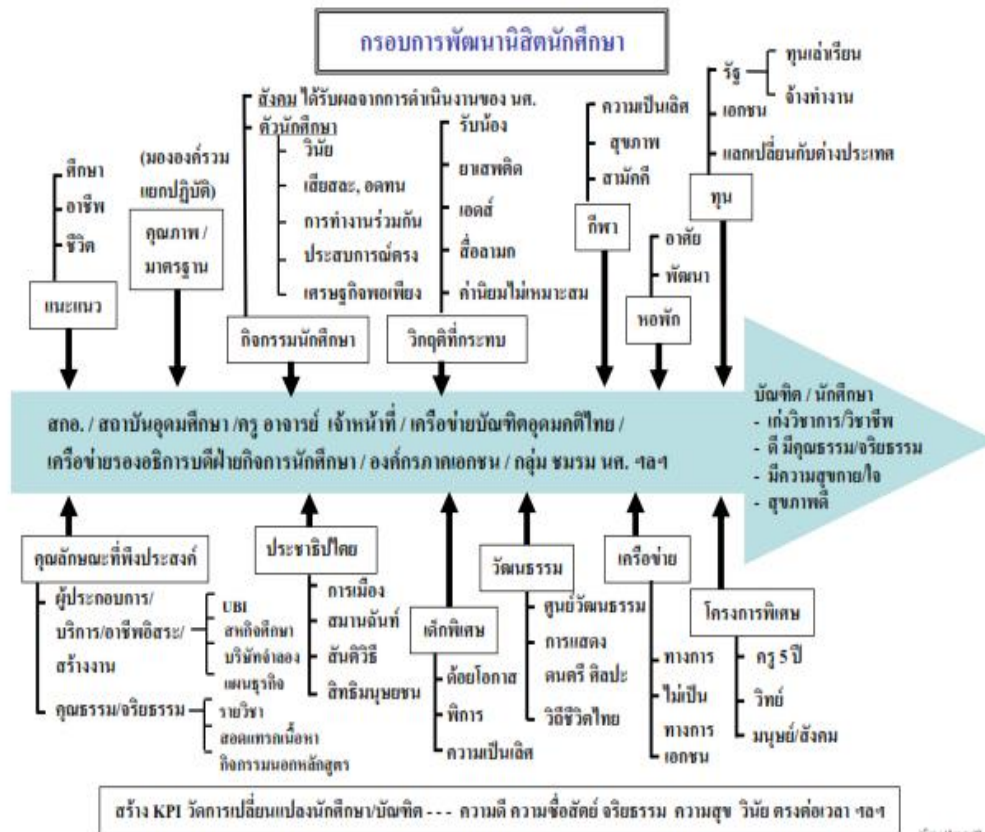 กรอบการพัฒนานิสิตนักศึกษา
ศึกษา
อาชีพ
ชีวิต
แนะแนว
(มององค์รวม
แยกปฏิบัติ)
คุณภาพ /
มาตรฐาน
สังคม ได้รับผลจากการดำเนินงานของ นศ.
ตัวนักศึกษา
วินัย
เสียสละ, อดทน
การทำงานร่วมกัน
ประสบการณ์ตรง
เศรษฐกิจพอเพียง
กิจกรรมนักศึกษา
รับน้อง
ยาเสพติด
เอดส์
สื่อลามก
ค่านิยมไม่เหมาะสม
วิกฤติที่กระทบ
ความเป็นเลิศ
สุขภาพ
สามัคคี
กีฬา
อาศัย
พัฒนา
หอพัก
รัฐ
ทุนเล่าเรียน
จ้างทำงาน
เอกชน
แลกเปลี่ยนกับต่างประเทศ
ทุน
สกอ. / สถาบันอุดมศึกษา /ครู อาจารย์ เจ้าหน้าที่ / เครือข่ายบัณฑิตอุดมคติไทย /
เครือข่ายรองอธิการบดีฝ่ายกิจการนักศึกษา / องค์กรภาคเอกชน / กลุ่ม ชมรม นศ. ฯลฯ
บัณฑิต / นักศึกษา
- เก่งวิชาการ/วิชาชีพ
- ดี มีคุณธรรม/จริยธรรม
- มีความสุขกาย/ใจ
- สุขภาพดี
คุณลักษณะที่พึงประสงค์
ผู้ประกอบการ/
บริการ/อาชีพอิสระ/
สร้างงาน
UBI
สหกิจศึกษา
บริษัทจำลอง
แผนธุรกิจ
คุณธรรม/จริยธรรม
รายวิชา
สอดแทรกเนื้อหา
กิจกรรมนอกหลักสูตร
ประชาธิปไตย
การเมือง
สมานฉันท์
สันติวิธี
สิทธิมนุษยชน
เด็กพิเศษ
ด้อยโอกาส
พิการ
ความเป็นเลิศ
วัฒนธรรม
ศูนย์วัฒนธรรม
การแสดง
ดนตรี ศิลปะ
วิถีชีวิตไทย
เครือข่าย
ทางการ
ไม่เป็น
ทางการ
เอกชน
โครงการพิเศษ
ครู 5 ปี
วิทย์
มนุษย์/สังคม
สร้าง KPI วัดการเปลี่ยนแปลงนักศึกษา/บัณฑิต --- ความดี ความซื่อสัตย์ จริยธรรม ความสุข วินัย ตรงต่อเวลา ฯลฯ